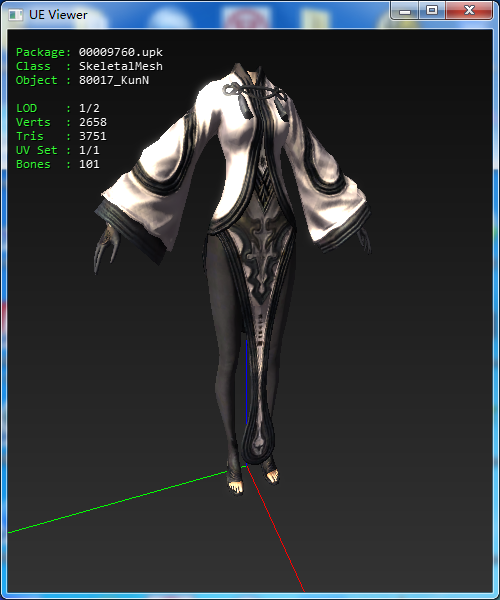 UE Viewer
Package: 00009760.upk
Class  : SkeletalMesh
Object : 80017_KunN
LOD    : 1/2
Verts  : 2658
Tris   : 3751
UV Set : 1/1
Bones  : 101